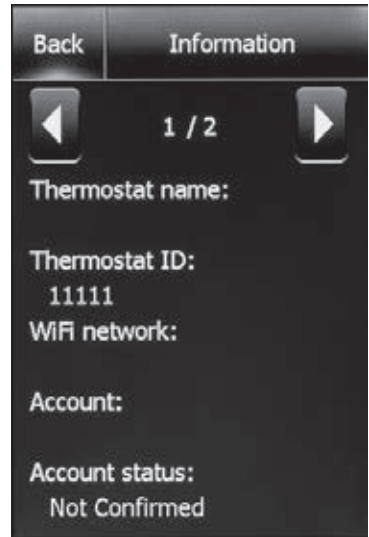 Back Information
1 / 2
Thermostat name:
Thermostat ID:
11111
WiFi network:
Account:
Account status:
Not Confirmed